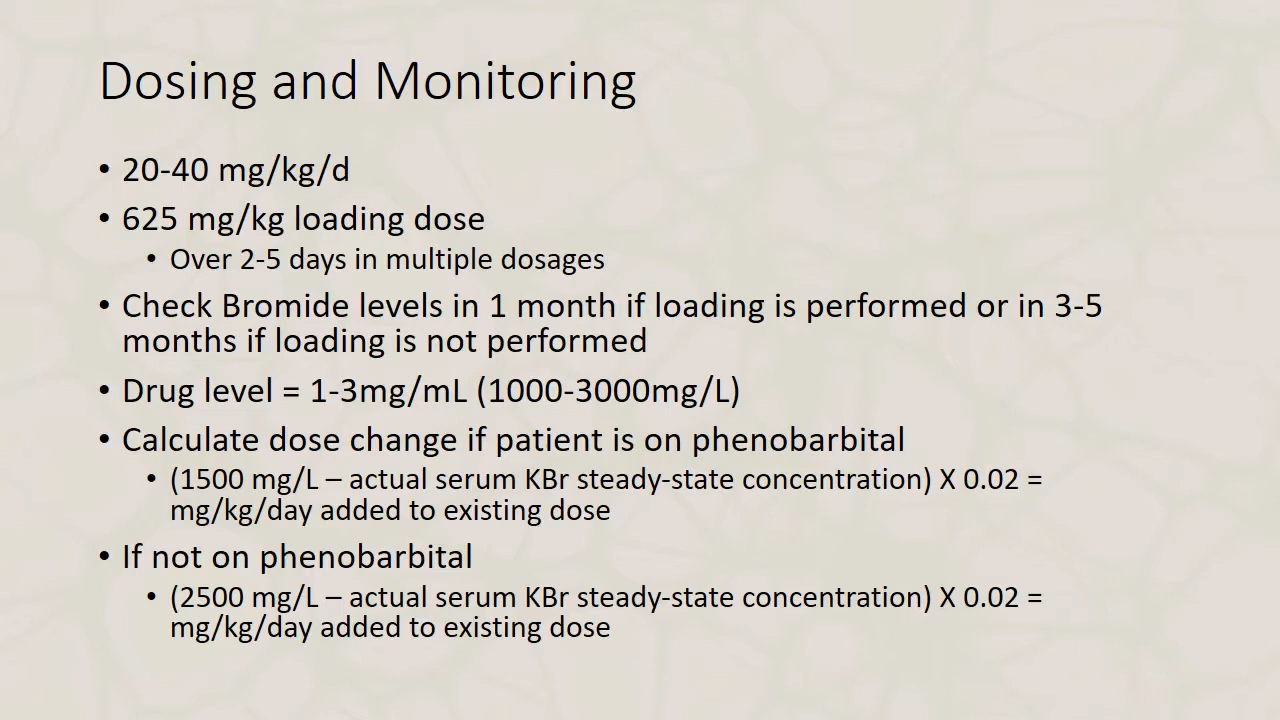 Dosing and Monitoring
• 20-40 mg/kg/d
• 625 mg/kg loading dose
• Over 2-5 days in multiple dosages
• Check Bromide levels in 1 month if loading is performed or in 3-5
months if loading is not performed
• Drug level = 1-3mg/mL (1000-3000mg/L)
• Calculate dose change if patient is on phenobarbital
• (1500 mg/L – actual serum KBr steady-state concentration) X 0.02 =
mg/kg/day added to existing dose
• If not on phenobarbital
• (2500 mg/L – actual serum KBr steady-state concentration) X 0.02 =
mg/kg/day added to existing dose